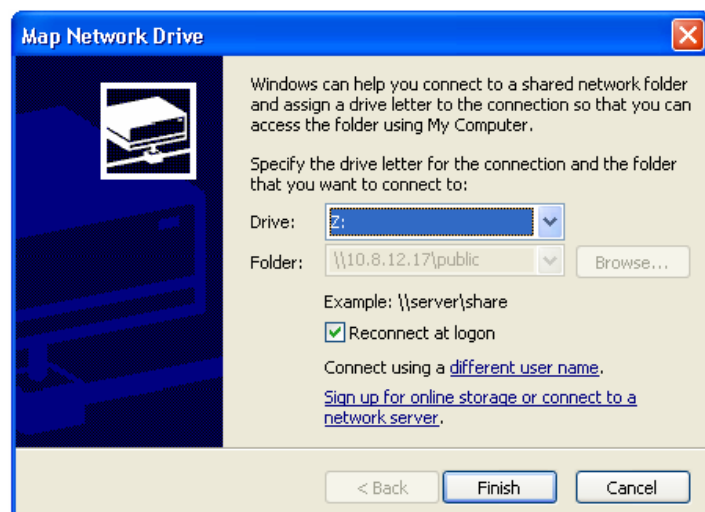 Map Network Drive
Windows can help you connect to a shared network folder
and assign a drive letter to the connection so that you can
access the folder using My Computer.
Specify the drive letter for the connection and the folder
that you want to connect to:
Drive: Z:
Folder: \\10.8.12.17\public Browse...
Example: \\server\share
Reconnect at logon
Connect using a different user name.
Sign up for online storage or connect to a
network server.
< Back Finish Cancel